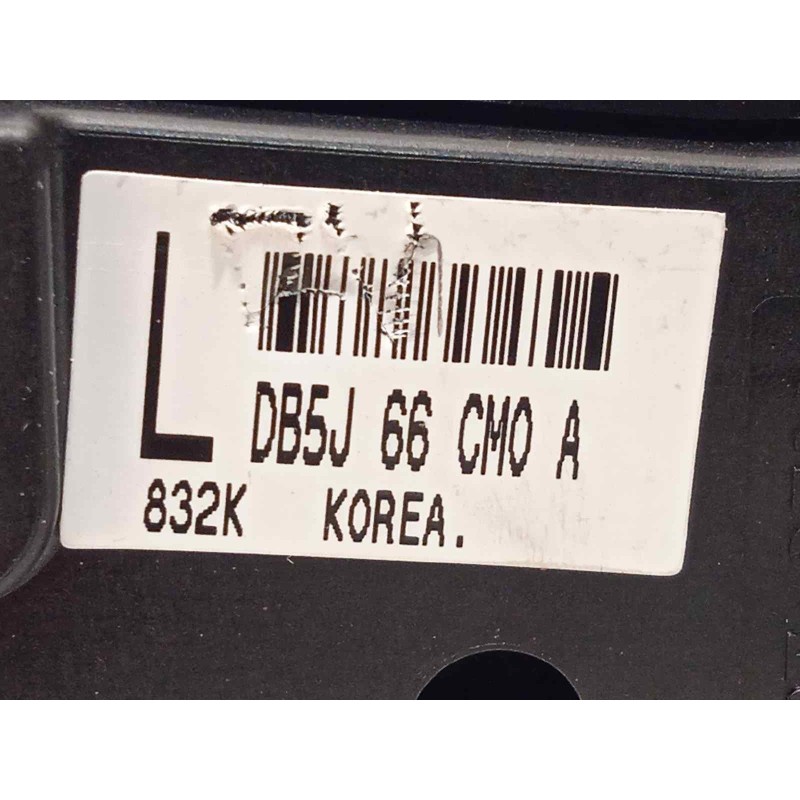 L
DB5J 66 CM0 A
832K KOREA.